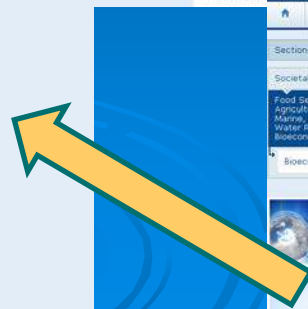 Section
Societa
Food Se
Agricult
Marine,
Water R
Bioecon
Bioec